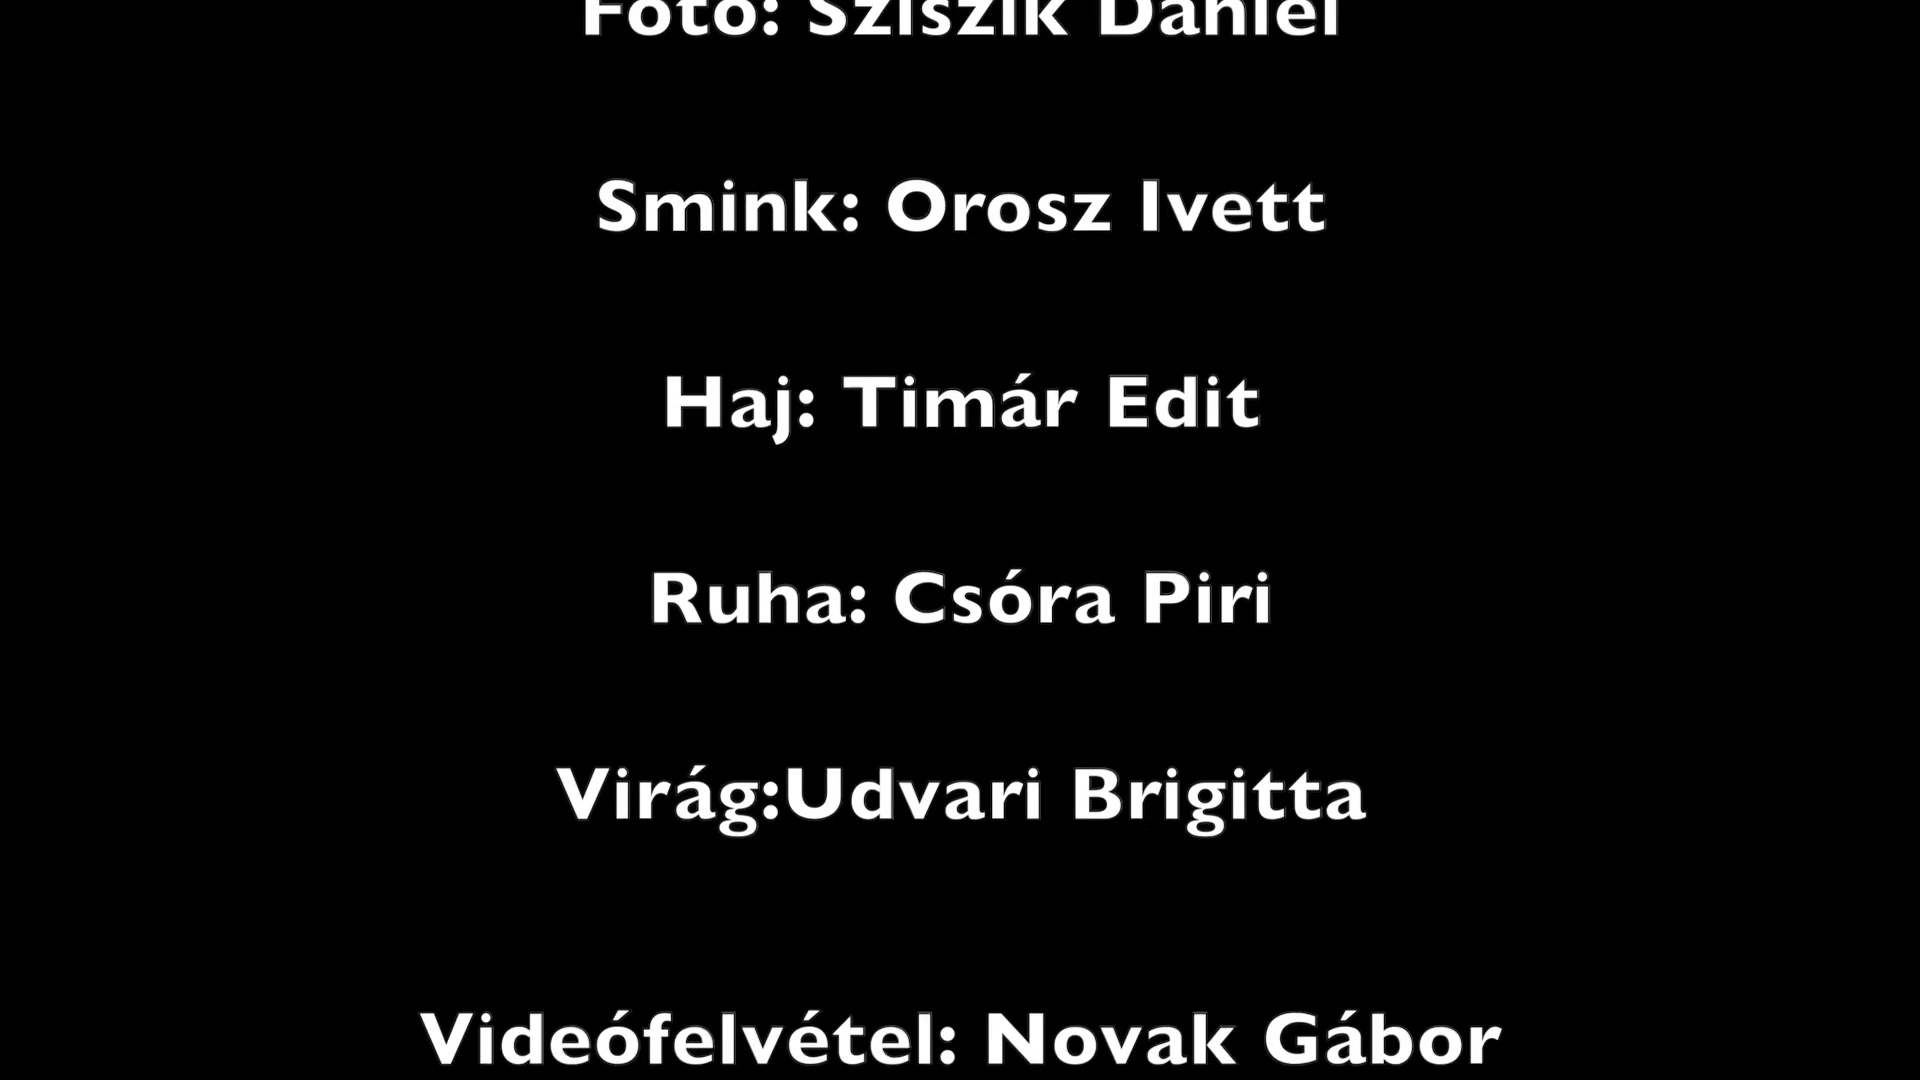 Fotó: Sziszik Dániel
Smink: Orosz Ivett
Haj: Timár Edit
Ruha: Csóra Piri
Virág:Udvari Brigitta
Videófelvétel: Novak Gábor